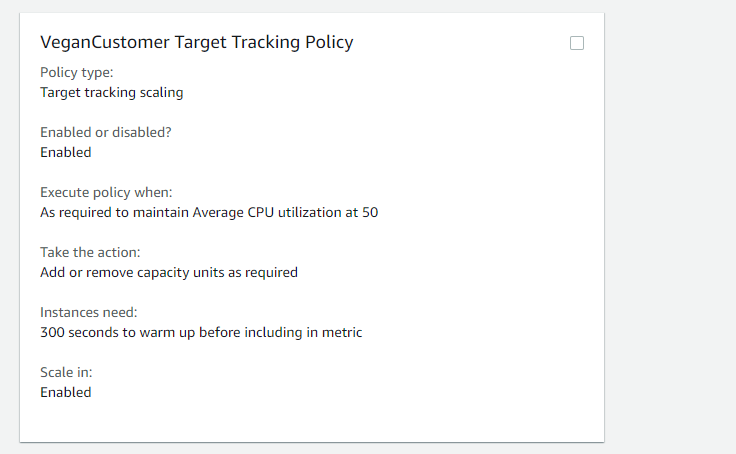 VeganCustomer Target Tracking Policy
Policy type:
Target tracking scaling
Enabled or disabled?
Enabled
Execute policy when:
As required to maintain Average CPU utilization at 50
Take the action:
Add or remove capacity units as required
Instances need:
300 seconds to warm up before including in metric
Scale in:
Enabled